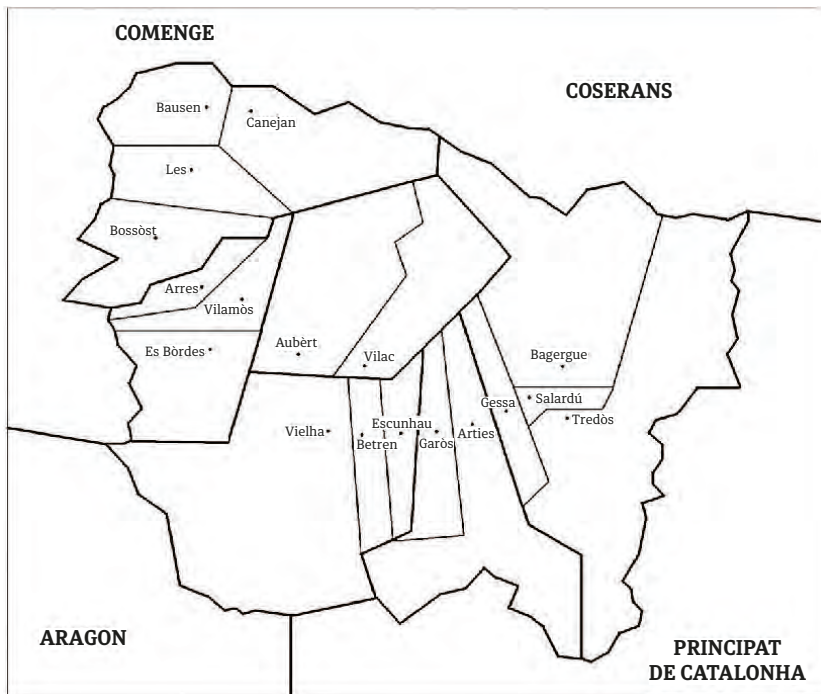 COMENGE
COSERANS
Bausen
Canejan
Les
Bossòst
Arres
Vilamòs
Es Bòrdes
Aubèrt
Vilac
Bagergue
Salardú
Gessa
Tredòs
Vielha
Betren
Escunhau
Garòs
Arties
ARAGON
PRINCIPAT
DE CATALONHA